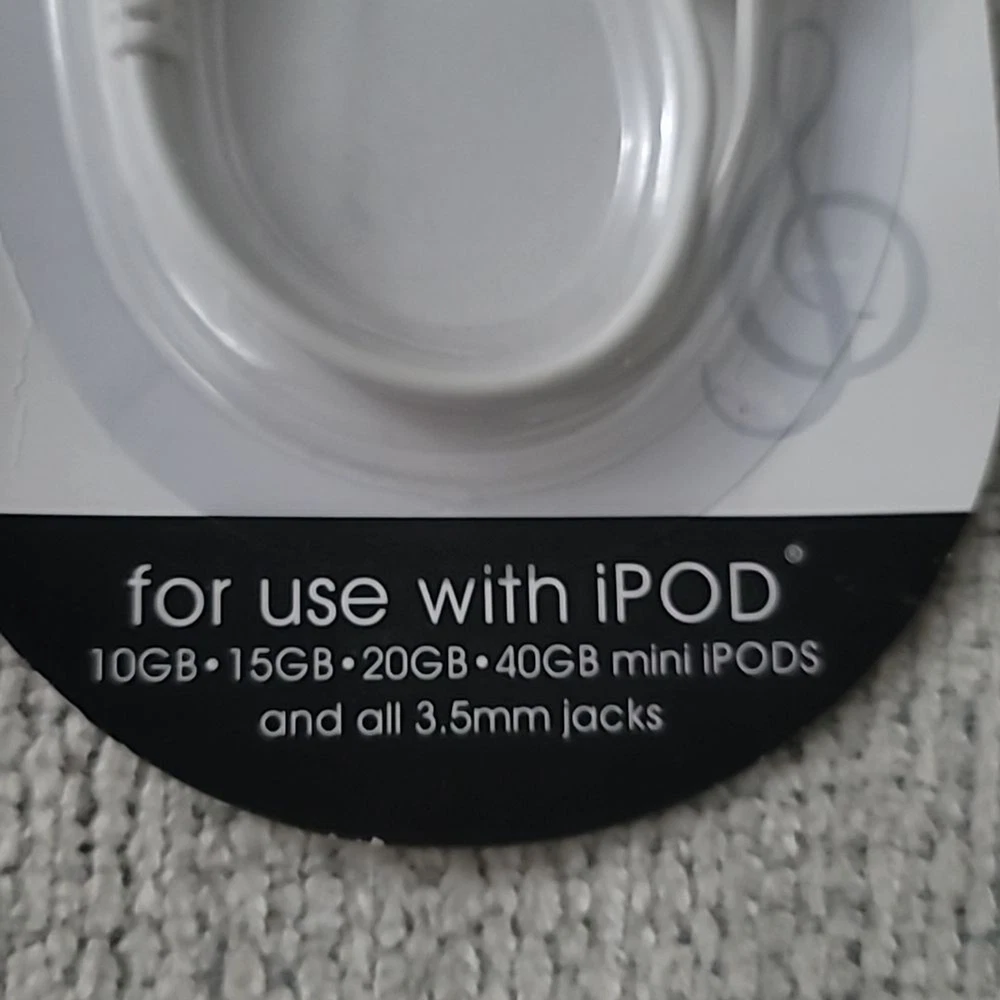 for use with iPOD®
10GB•15GB•20GB•40GB mini iPODS
and all 3.5mm jacks